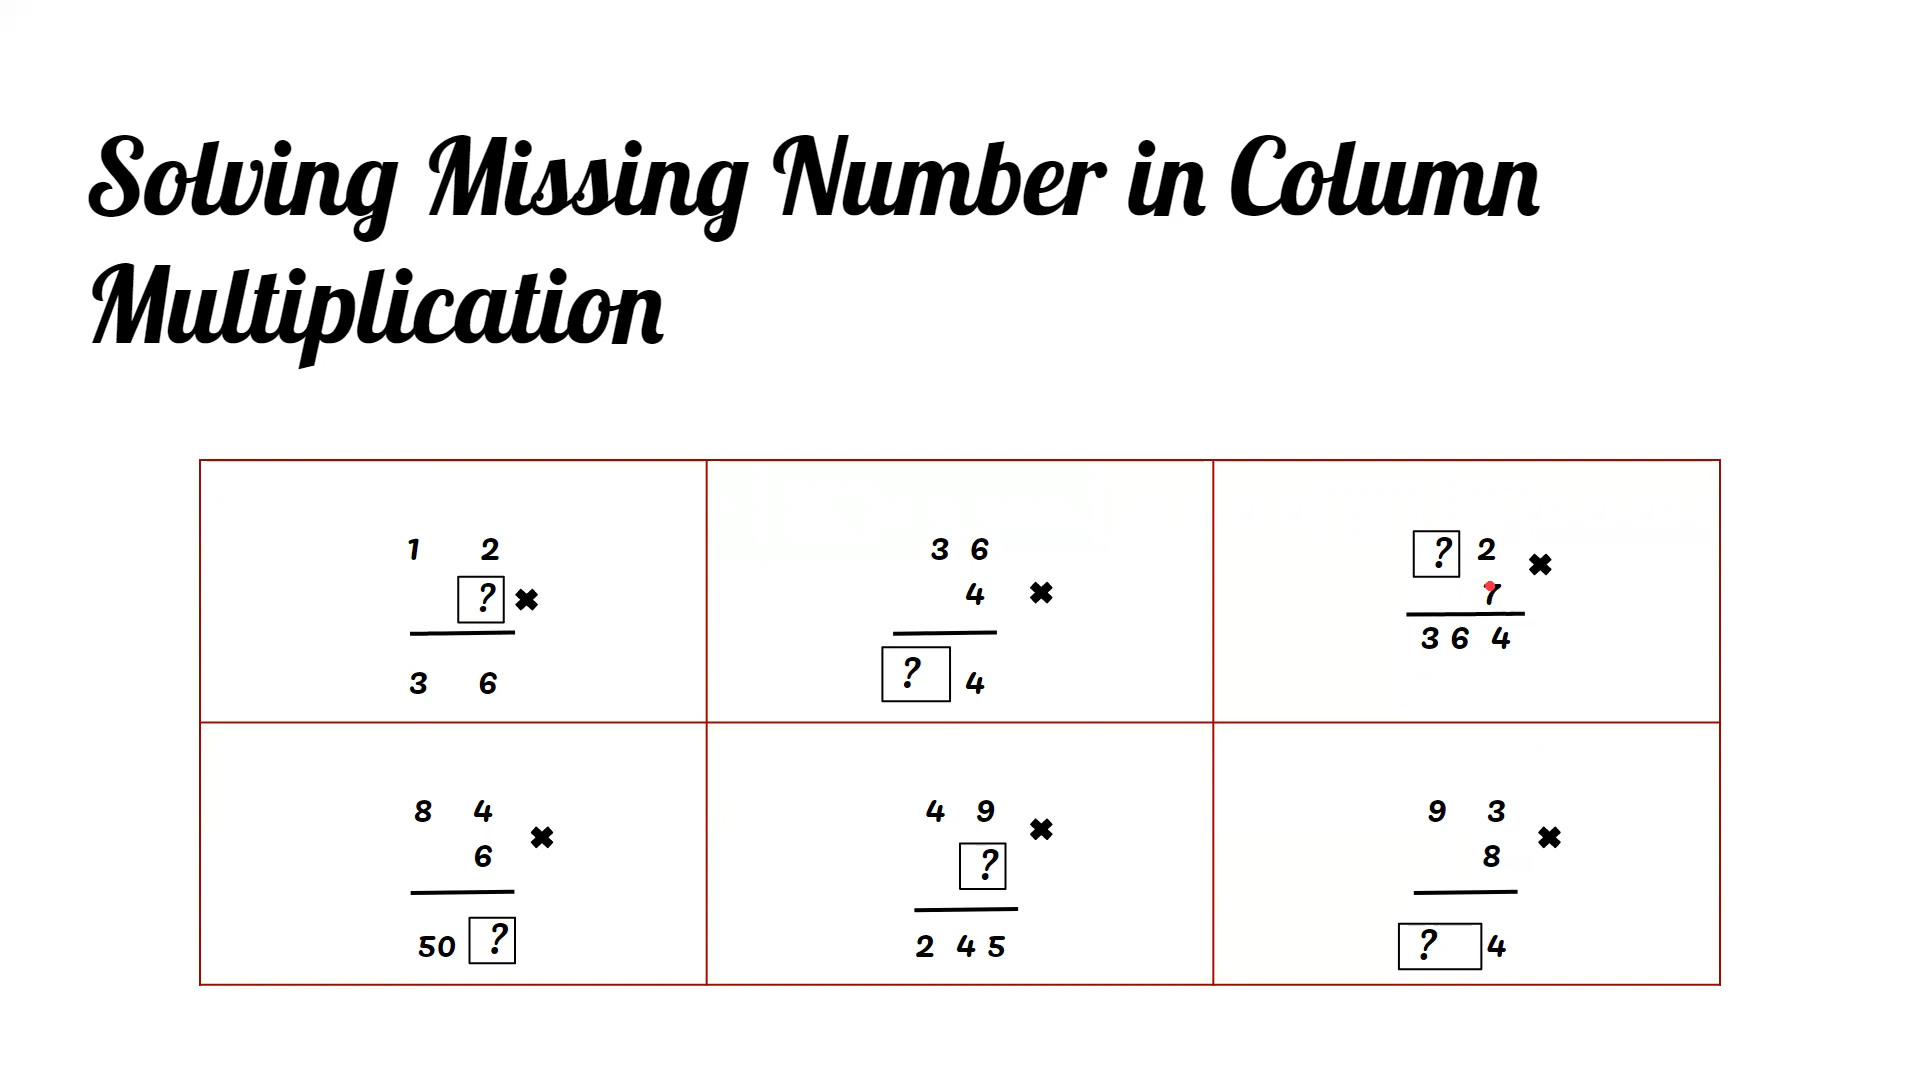 Solving Missing Number in Column
Multiplication
1 2
? ✖
3 6
3 6
4 ✖
? 4
? 2 ✖
7
3 6 4
8 4
6 ✖
50 ?
4 9 ✖
?
2 4 5
9 3
8 ✖
? 4